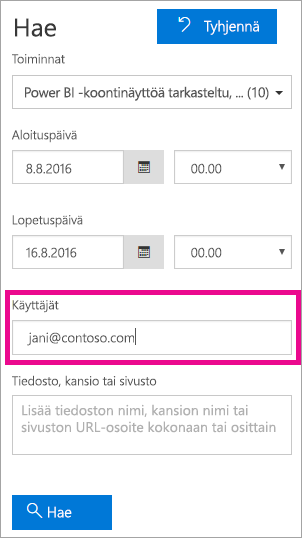 Hae
Tyhjennä
Toiminnat
Power BI -koontinäyttöä tarkasteltu, ... (10)
Aloituspäivä
8.8.2016
00.00
Lopetuspäivä
16.8.2016
00.00
Käyttäjät
jani@contoso.com
Tiedosto, kansio tai sivusto
Lisää tiedoston nimi, kansion nimi tai
sivuston URL-osoite kokonaan tai osittain
Hae